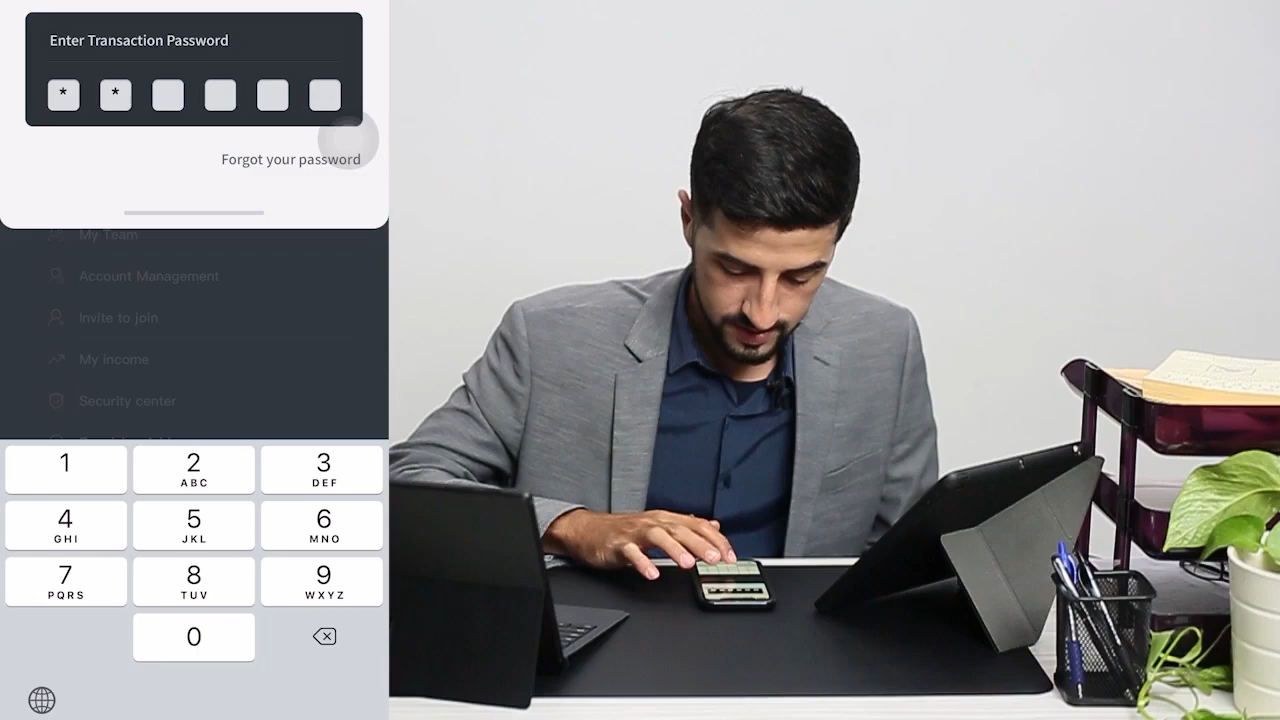 Enter Transaction Password
* *
Forgot your password
My Team
Account Management
Invite to join
My income
Security center
1 2 3
ABC DEF
4 5 6
GHI JKL MNO
7 8 9
PQRS TUV WXYZ
0